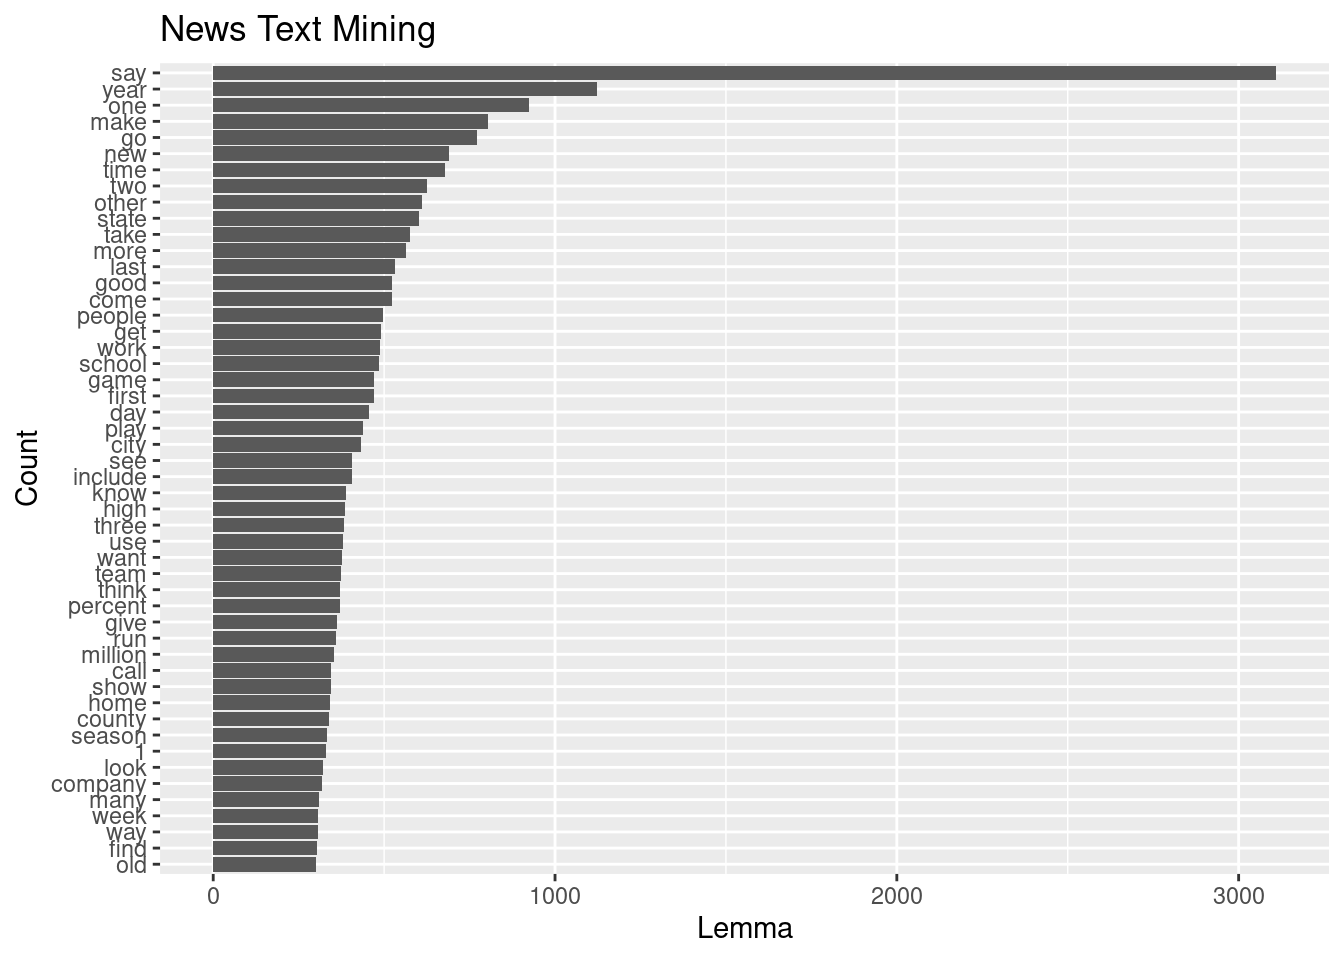 News Text Mining
say
year
one
make
go
new
time
two
other
state
take
more
last
good
come
people
get
work
school
game
first
day
play
city
see
include
know
high
three
use
want
team
think
percent
give
run
million
call
show
home
county
season
1
look
company
many
week
way
find
old
Count
0 1000 2000 3000
Lemma